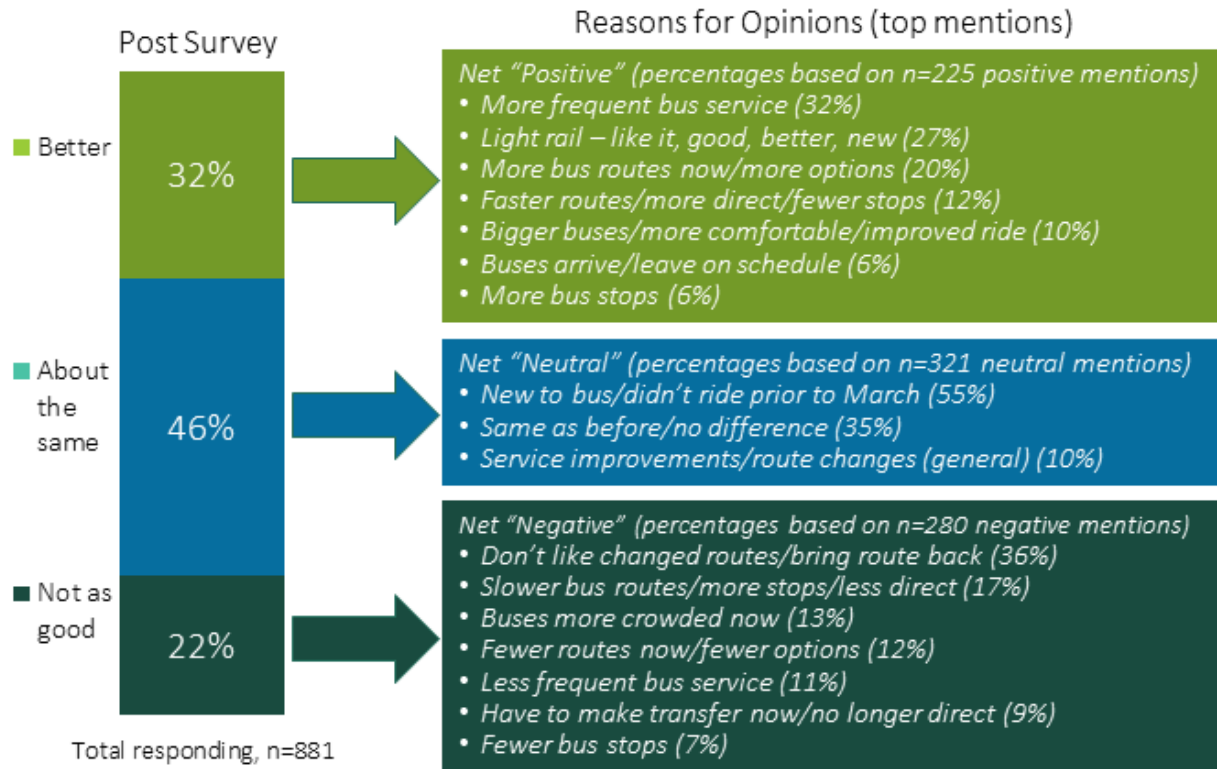 Post Survey
Better
32%
About
the
same
46%
Not as
good
22%
Total responding, n=881
Reasons for Opinions (top mentions)
Net “Positive” (percentages based on n=225 positive mentions)
• More frequent bus service (32%)
• Light rail – like it, good, better, new (27%)
• More bus routes now/more options (20%)
• Faster routes/more direct/fewer stops (12%)
• Bigger buses/more comfortable/improved ride (10%)
• Buses arrive/leave on schedule (6%)
• More bus stops (6%)
Net “Neutral” (percentages based on n=321 neutral mentions)
• New to bus/didn’t ride prior to March (55%)
• Same as before/no difference (35%)
• Service improvements/route changes (general) (10%)
Net “Negative” (percentages based on n=280 negative mentions)
• Don’t like changed routes/bring route back (36%)
• Slower bus routes/more stops/less direct (17%)
• Buses more crowded now (13%)
• Fewer routes now/fewer options (12%)
• Less frequent bus service (11%)
• Have to make transfer now/no longer direct (9%)
• Fewer bus stops (7%)